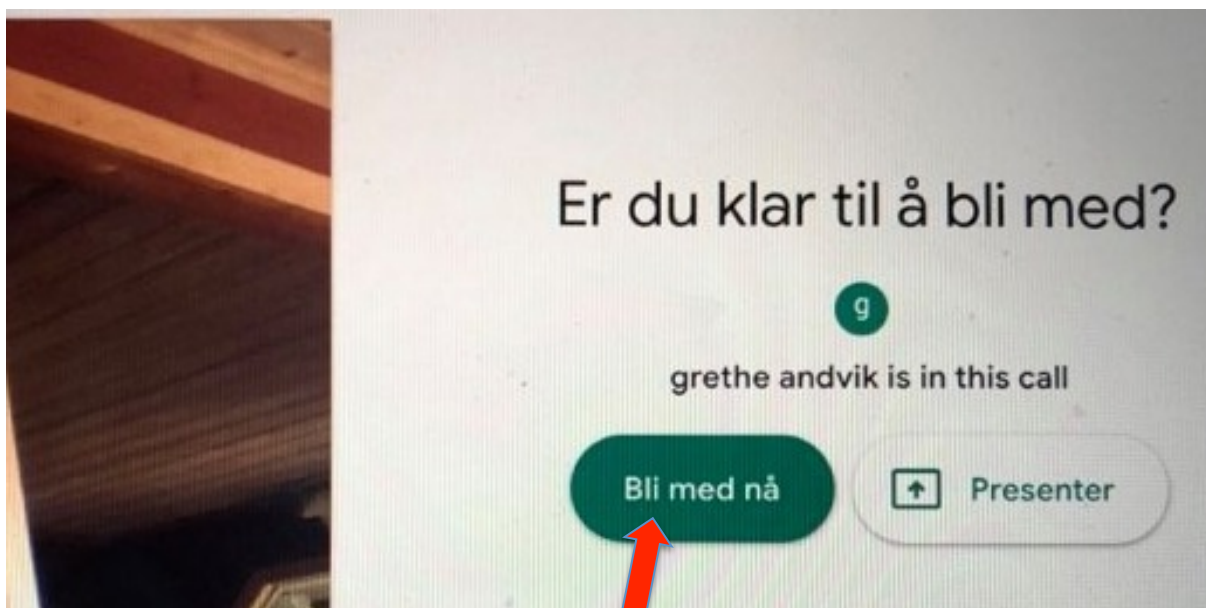 Er du klar til å bli med?
g
grethe andvik is in this call
Bli med nå
Presenter